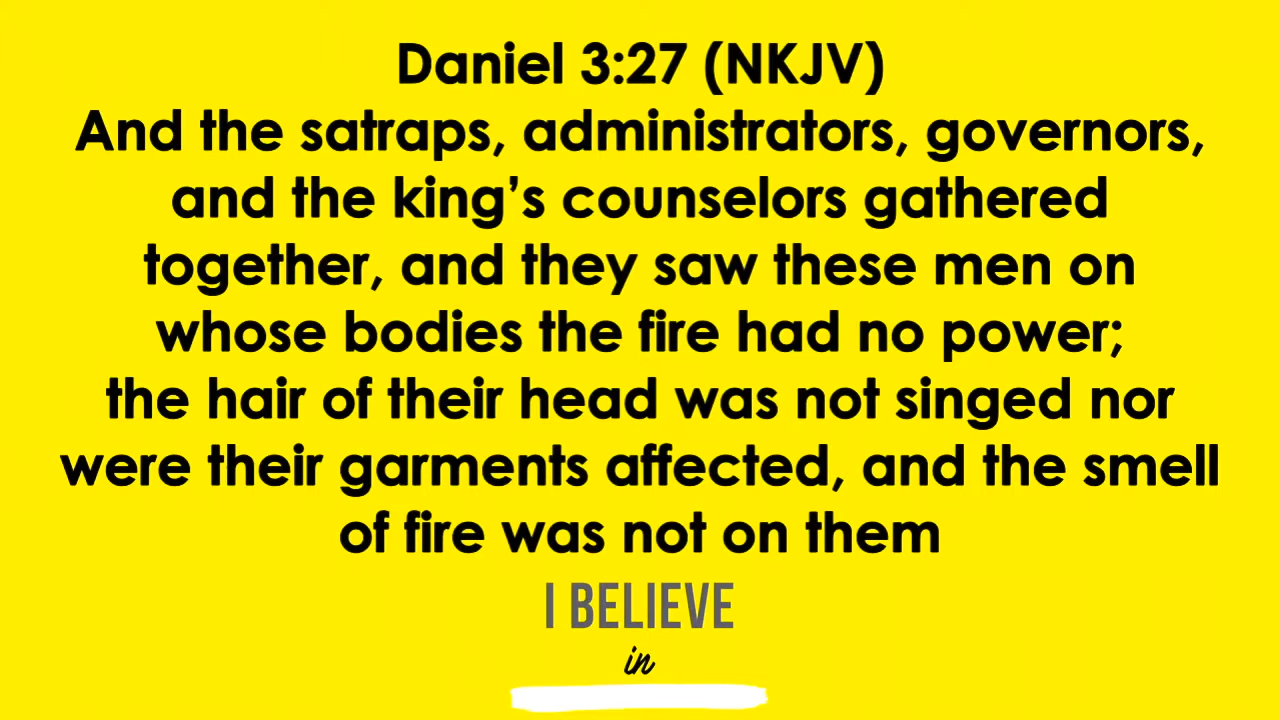 Daniel 3:27 (NKJV)
And the satraps, administrators, governors,
and the king’s counselors gathered
together, and they saw these men on
whose bodies the fire had no power;
the hair of their head was not singed nor
were their garments affected, and the smell
of fire was not on them
I BELIEVE
in